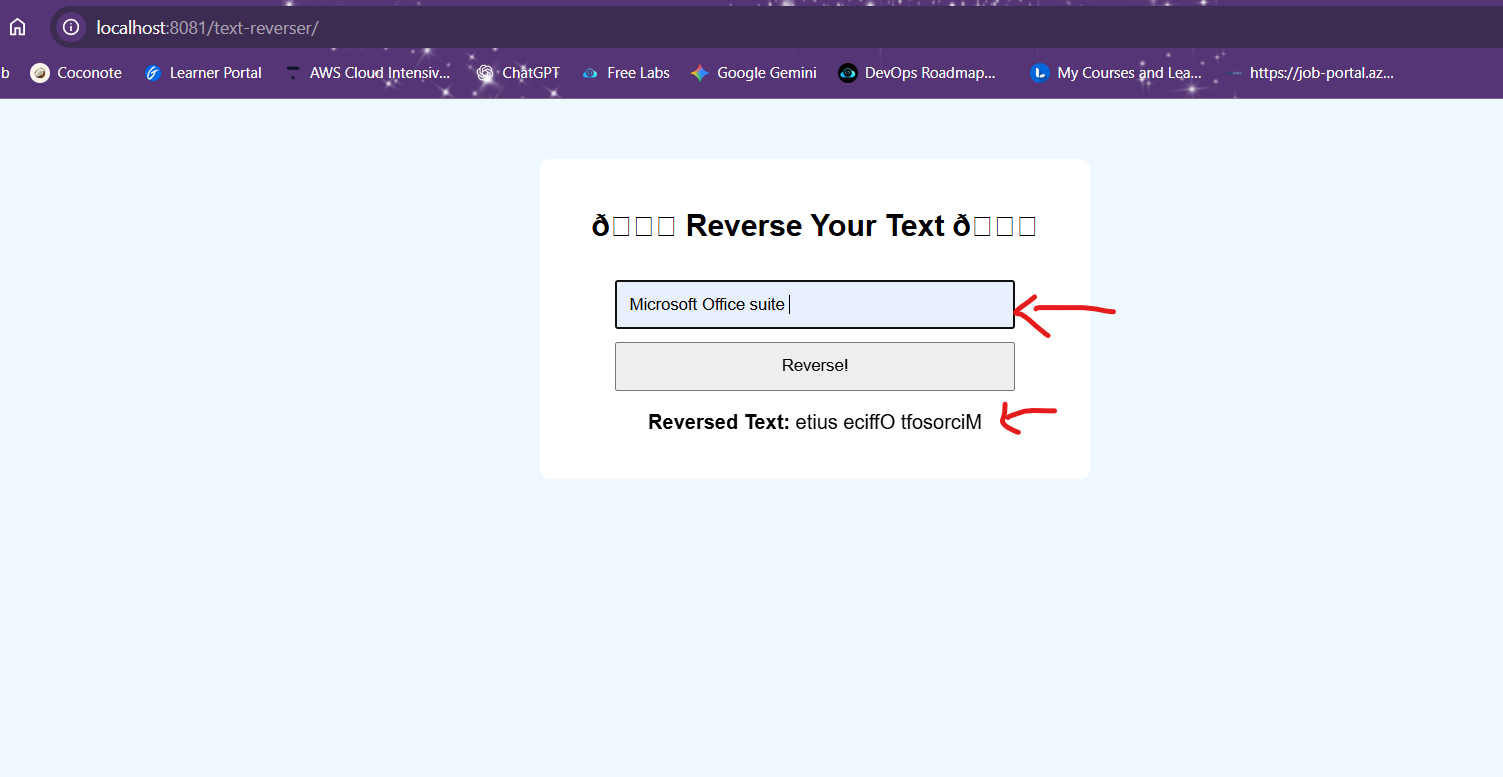 localhost:8081/text-reverser/
b Coconote Learner Portal AWS Cloud Intensiv... ChatGPT Free Labs Google Gemini DevOps Roadmap... My Courses and Lea... https://job-portal.az...
ð Reverse Your Text ð
Microsoft Office suite
Reverse!
Reversed Text: etius eciffO tfosorciM